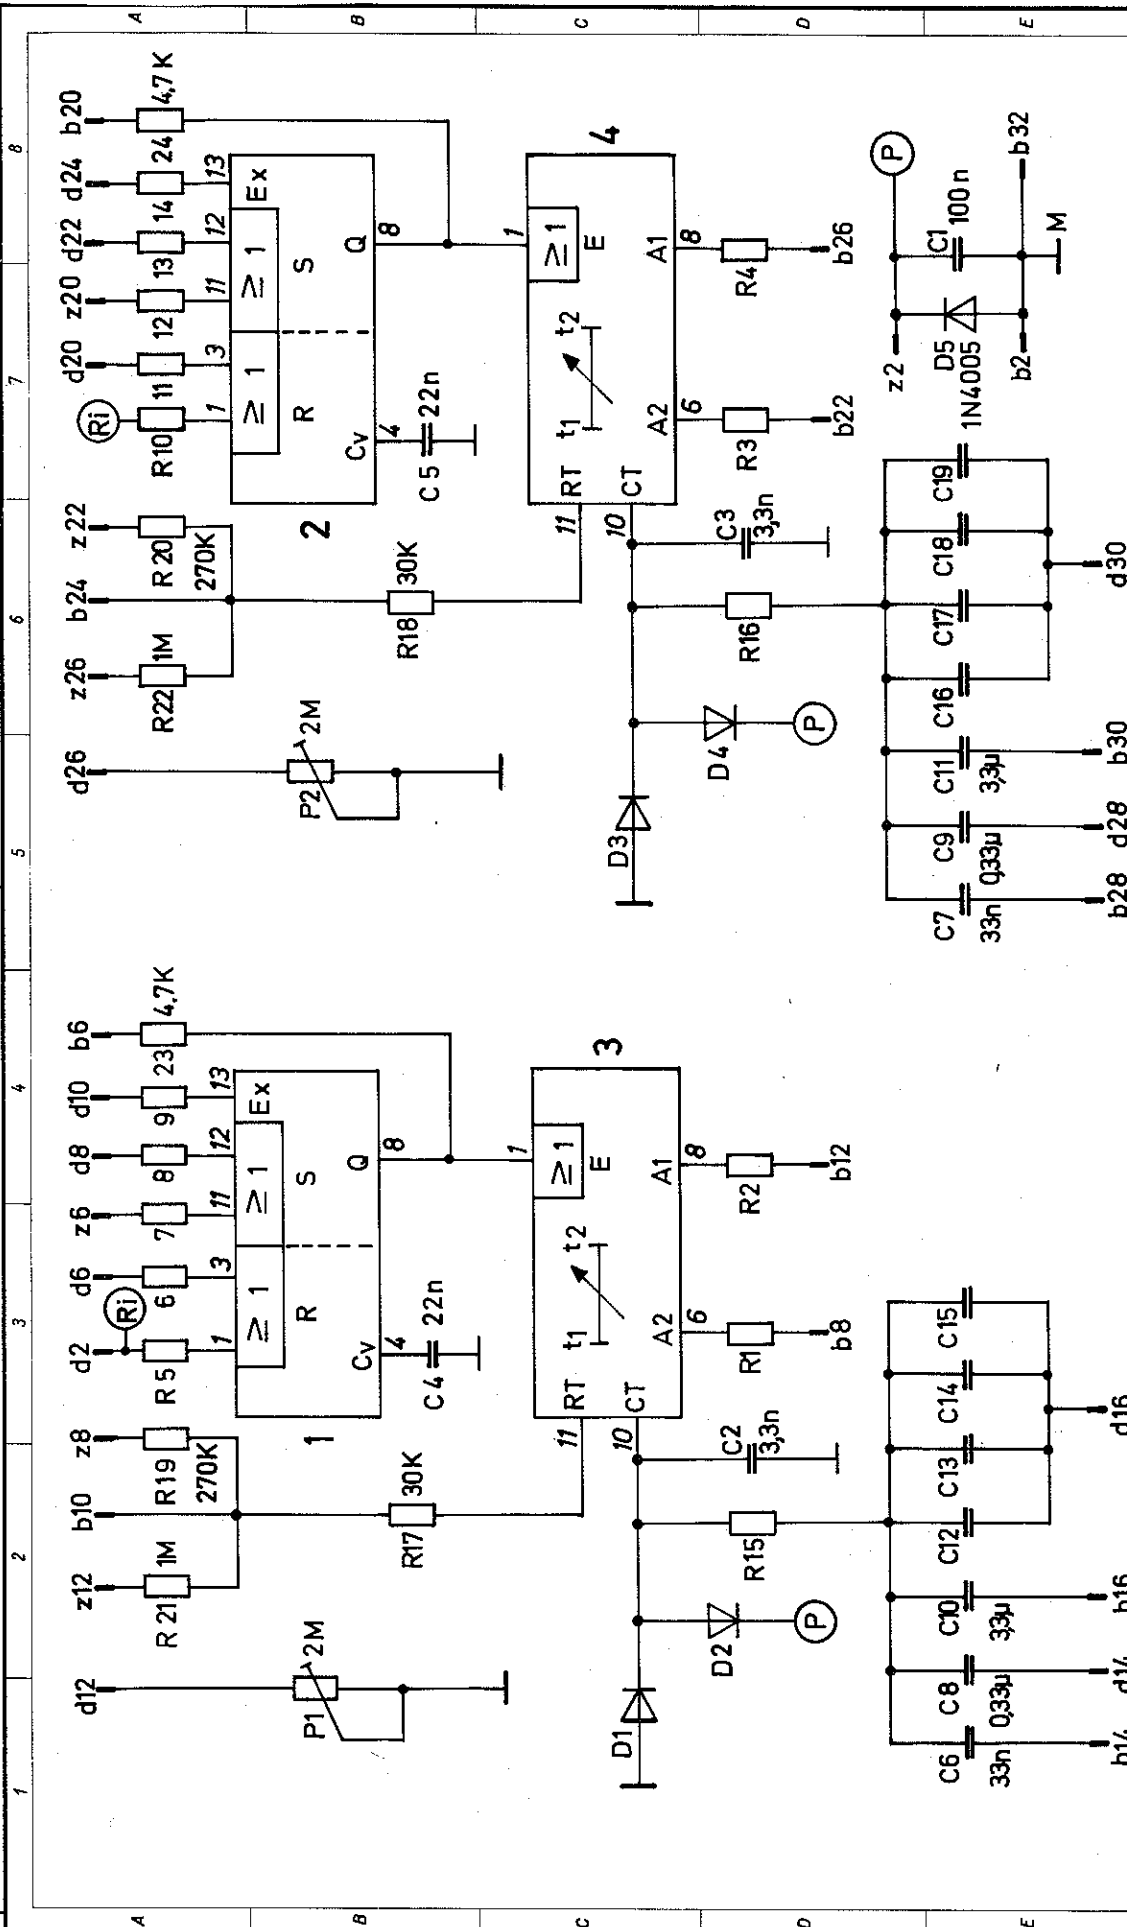 1 2 3 4 5 6 7 8
A A
d12 z12 b10 z8 d2 d6 z6 d8 d10 b6 d26 z26 b24 z22 d20 z20 d22 d24 b20
Ri Ri
R21 1M R19 R5 6 7 8 9 23 4,7K R22 1M R20 R10 11 12 13 14 24 4,7K
270K 270K
1 3 11 12 13 1 3 11 12 13
≥1 ≥1 Ex ≥1 ≥1 Ex
P1 2M R S P2 2M R S
1 Cv Q 2 Cv Q
B B
R17 30K 4 8 R18 30K 4 8
C4 22n C5 22n
1 1
C C
11 RT t1 t2 ≥1 11 RT t1 t2 ≥1
E̅ E̅
3 4
10 CT A2 A1 10 CT A2 A1
D1 D3
6 8 6 8
D2 R15 C2 R1 R2 D4 R16 C3 R3 R4
3,3n 3,3n
P P
D D
b8 b12 b22 b26
P
z2
C6 C8 C10 C12 C13 C14 C15 C7 C9 C11 C16 C17 C18 C19 D5 C1
33n 0,33µ 3,3µ 33n 0,33µ 3,3µ 1N4005 100n
b2 b32
E E
M
b14 d14 b16 d16 b28 d28 b30 d30